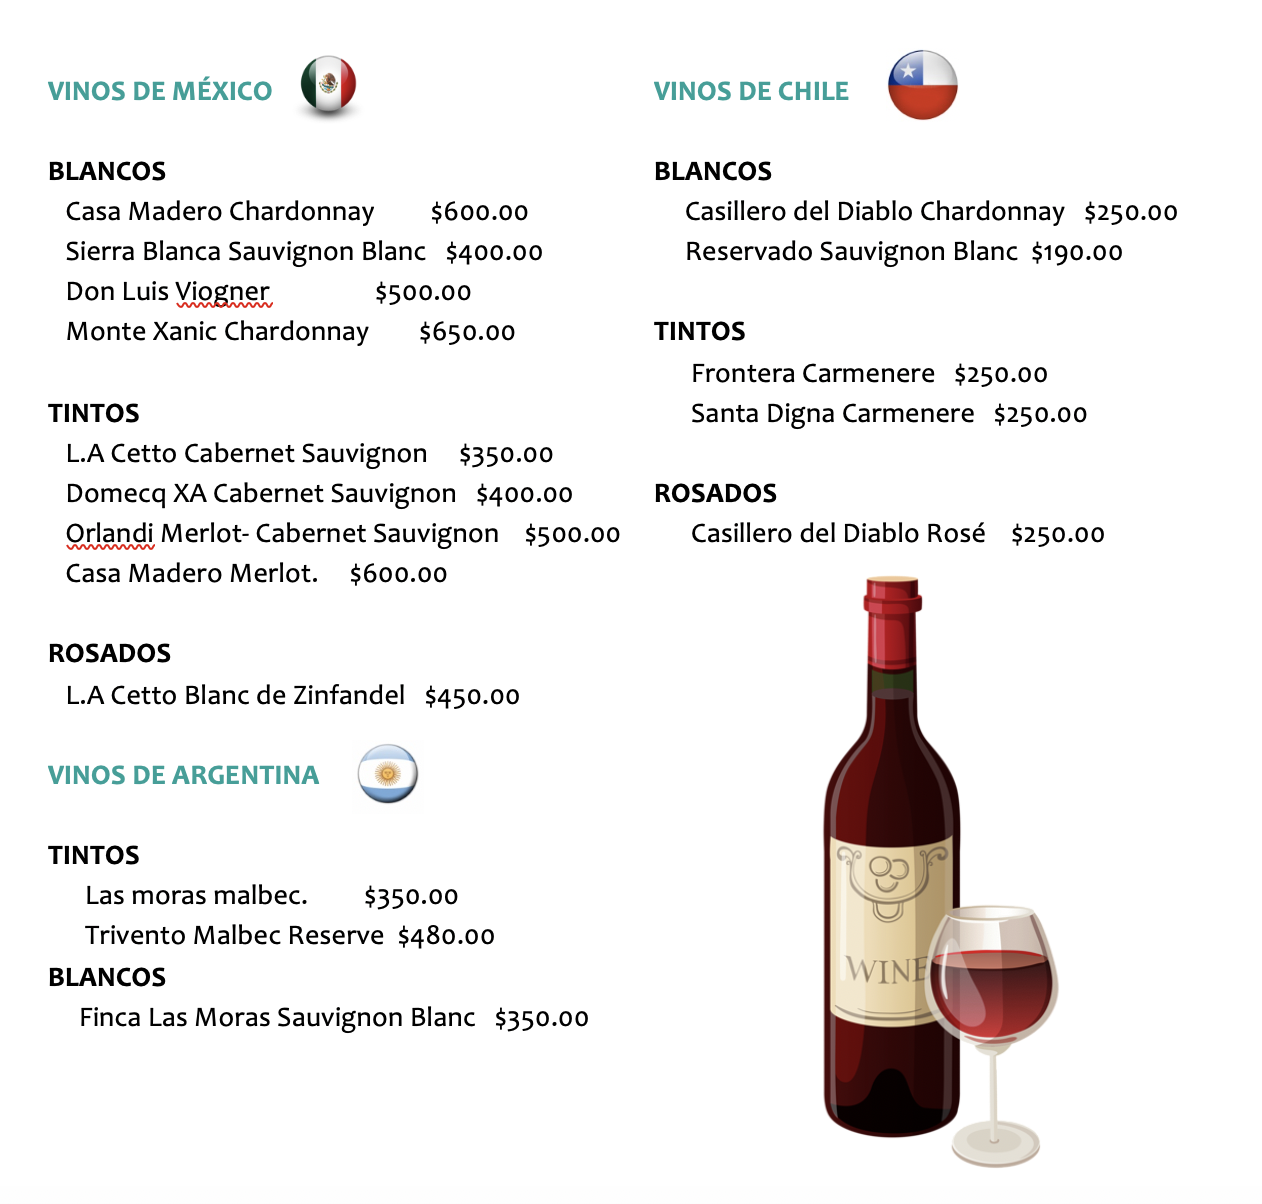 VINOS DE MÉXICO
BLANCOS
Casa Madero Chardonnay $600.00
Sierra Blanca Sauvignon Blanc $400.00
Don Luis Viogner $500.00
Monte Xanic Chardonnay $650.00
TINTOS
L.A Cetto Cabernet Sauvignon $350.00
Domecq XA Cabernet Sauvignon $400.00
Orlandi Merlot- Cabernet Sauvignon $500.00
Casa Madero Merlot. $600.00
ROSADOS
L.A Cetto Blanc de Zinfandel $450.00
VINOS DE ARGENTINA
TINTOS
Las moras malbec. $350.00
Trivento Malbec Reserve $480.00
BLANCOS
Finca Las Moras Sauvignon Blanc $350.00
VINOS DE CHILE
BLANCOS
Casillero del Diablo Chardonnay $250.00
Reservado Sauvignon Blanc $190.00
TINTOS
Frontera Carmenere $250.00
Santa Digna Carmenere $250.00
ROSADOS
Casillero del Diablo Rosé $250.00
WINE